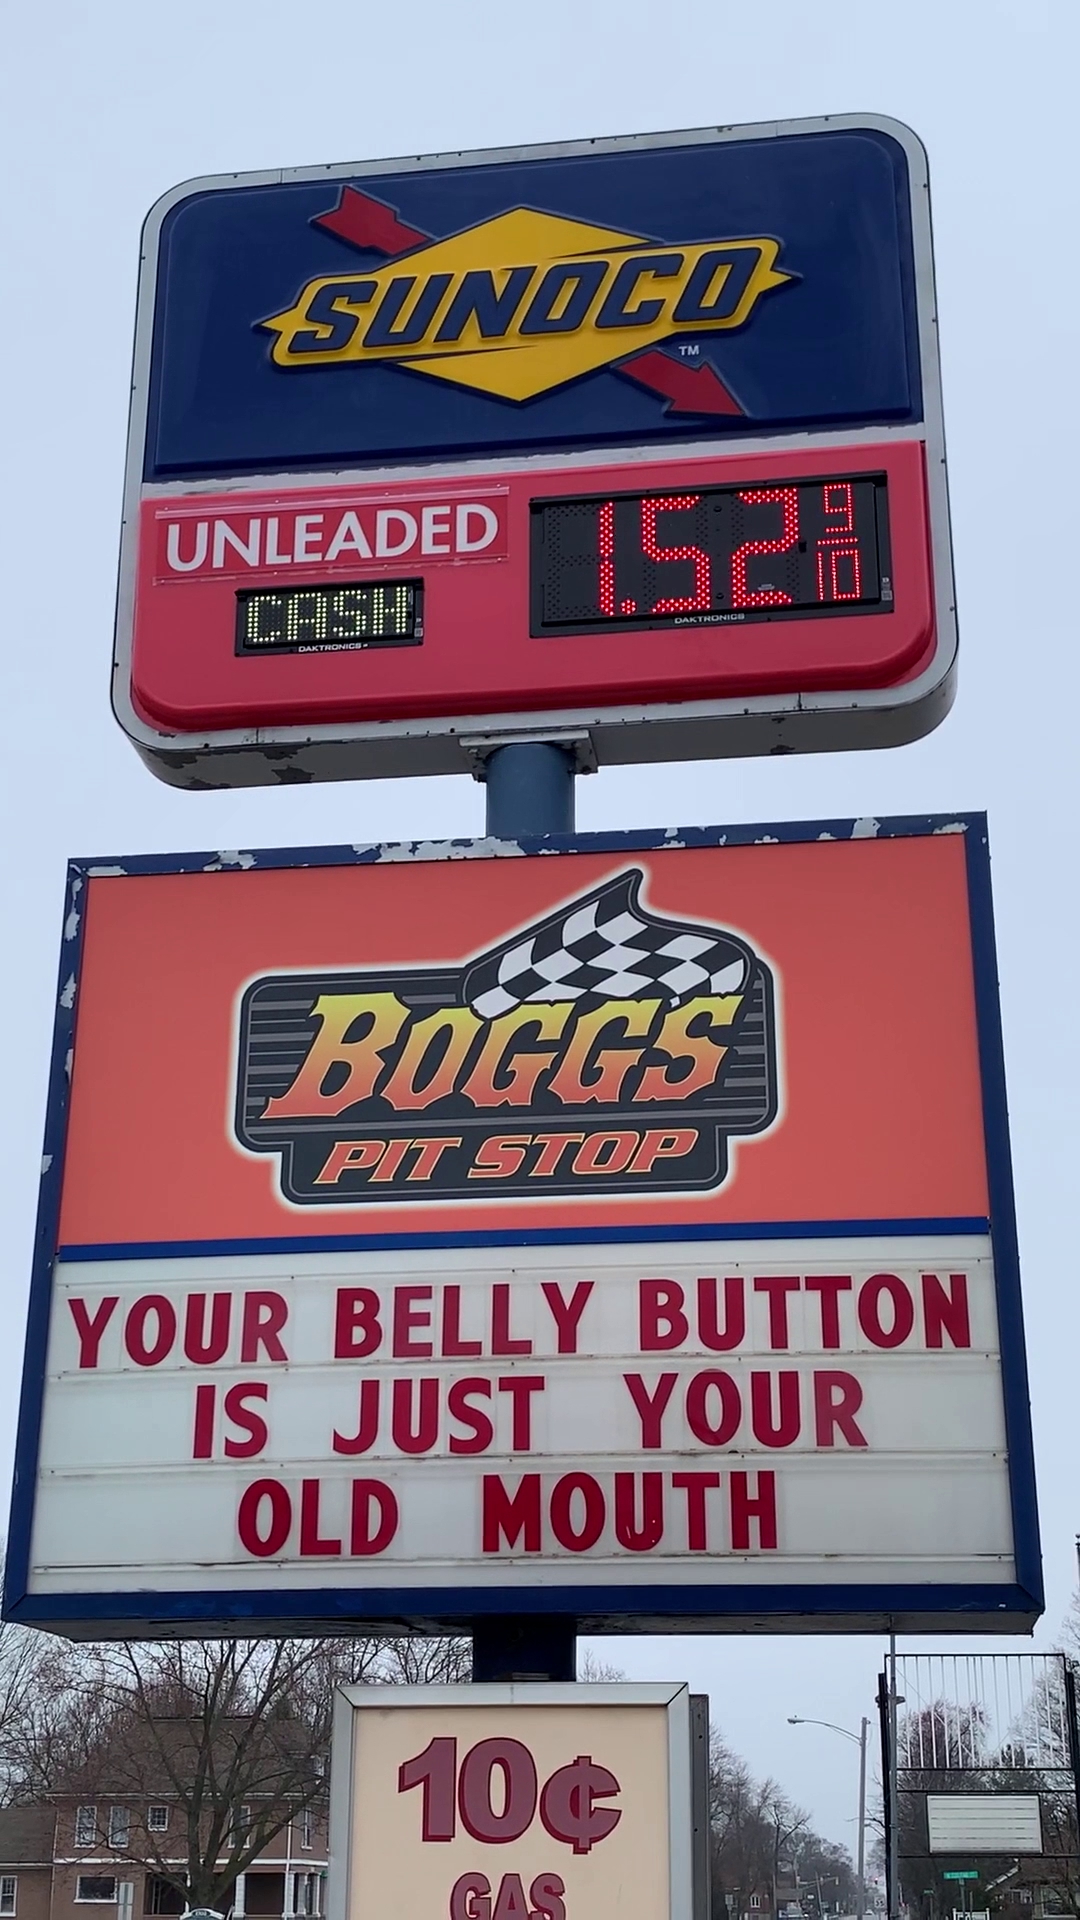 SUNOCO
TM
UNLEADED
1.52 9/10
CASH
DAKTRONICS
DAKTRONICS
BOGGS
PIT STOP
YOUR BELLY BUTTON
IS JUST YOUR
OLD MOUTH
10¢
GAS